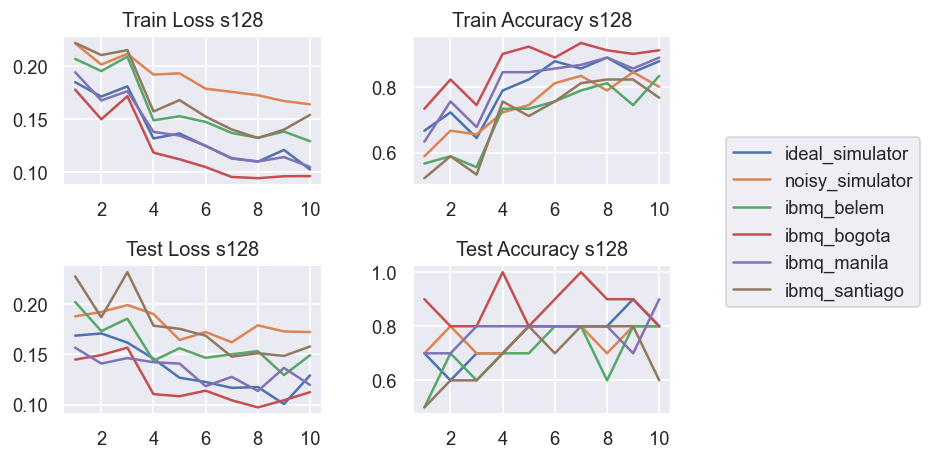 Train Loss s128
Train Accuracy s128
0.20
0.15
0.10
2 4 6 8 10
0.8
0.6
2 4 6 8 10
Test Loss s128
Test Accuracy s128
0.20
0.15
0.10
2 4 6 8 10
1.0
0.8
0.6
2 4 6 8 10
ideal_simulator
noisy_simulator
ibmq_belem
ibmq_bogota
ibmq_manila
ibmq_santiago